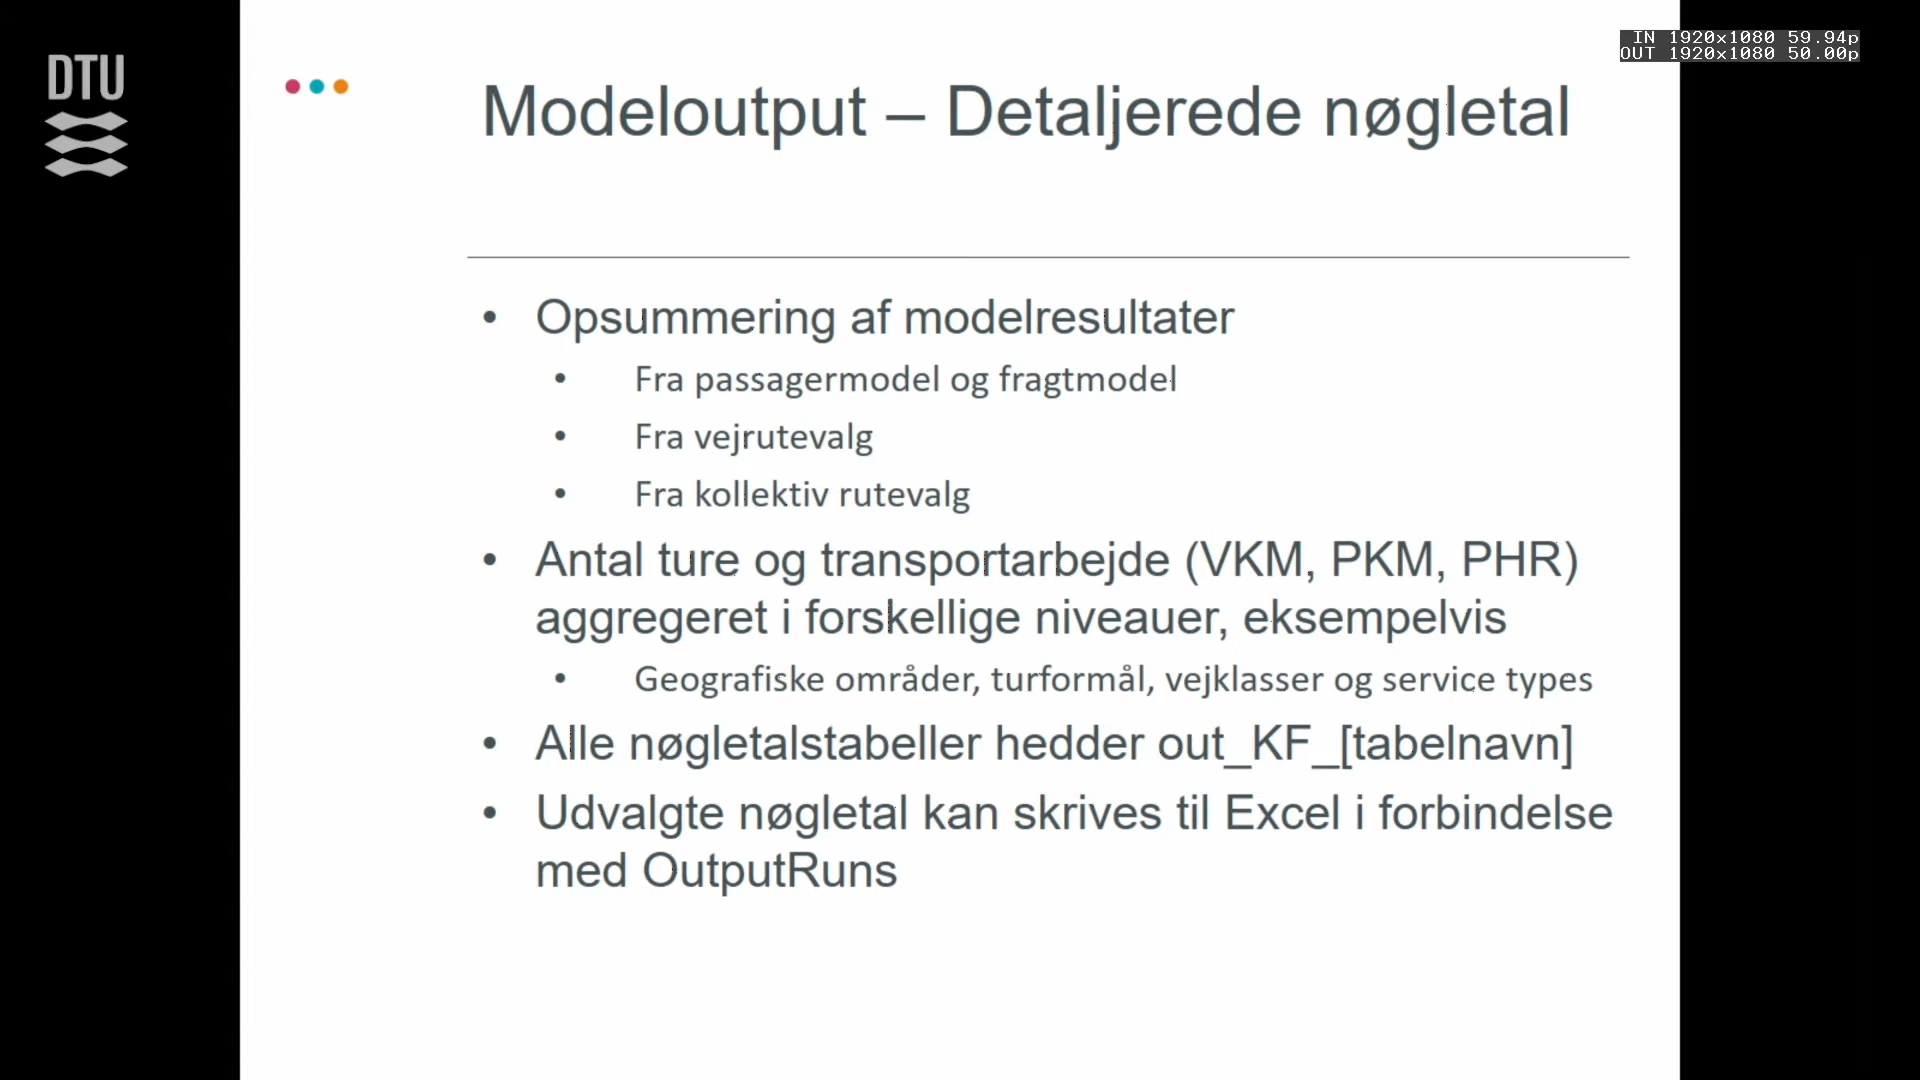 DTU
IN 1920x1080 59.94p
OUT 1920x1080 50.00p
Modeloutput – Detaljerede nøgletal
• Opsummering af modelresultater
• Fra passagermodel og fragtmodel
• Fra vejrutevalg
• Fra kollektiv rutevalg
• Antal ture og transportarbejde (VKM, PKM, PHR)
aggregeret i forskellige niveauer, eksempelvis
• Geografiske områder, turformål, vejklasser og service types
• Alle nøgletalstabeller hedder out_KF_[tabelnavn]
• Udvalgte nøgletal kan skrives til Excel i forbindelse
med OutputRuns